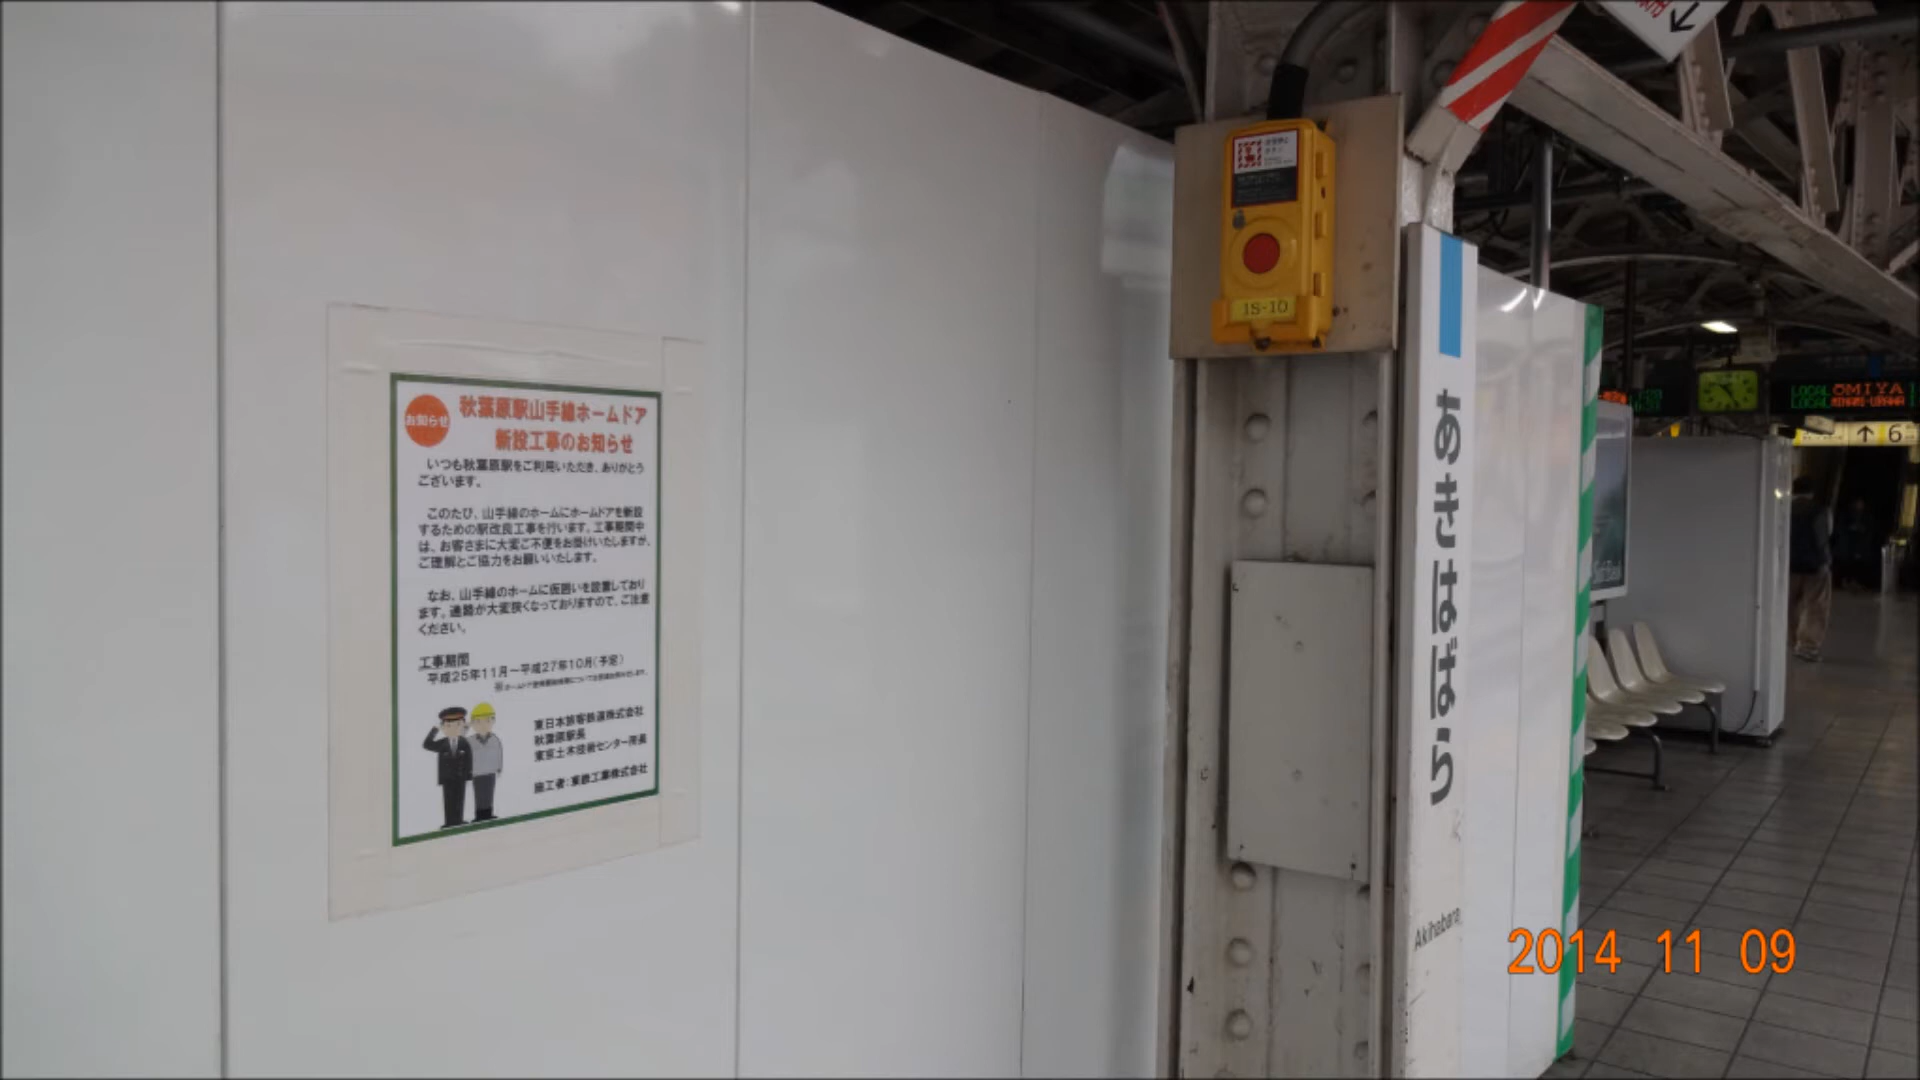 お知らせ
秋葉原駅山手線ホームドア
新設工事のお知らせ
いつも秋葉原駅をご利用いただき、ありがとう
ございます。
このたび、山手線のホームにホームドアを新設
するための駅改良工事を行います。工事期間中
は、お客さまに大変ご不便をお掛けいたしますが、
ご理解とご協力をお願いいたします。
なお、山手線のホームに仮囲いを設置しており
ます。通路が大変狭くなっておりますので、ご注意
ください。
工事期間
平成25年11月～平成27年10月(予定)
東日本旅客鉄道株式会社
秋葉原駅長
東京土木技術センター所長
施工者:東鉄工業株式会社
IS-10
あきはばら
Akihabara
LOCAL OMIYA
LOCAL MINAMI-URAWA
6
2014 11 09